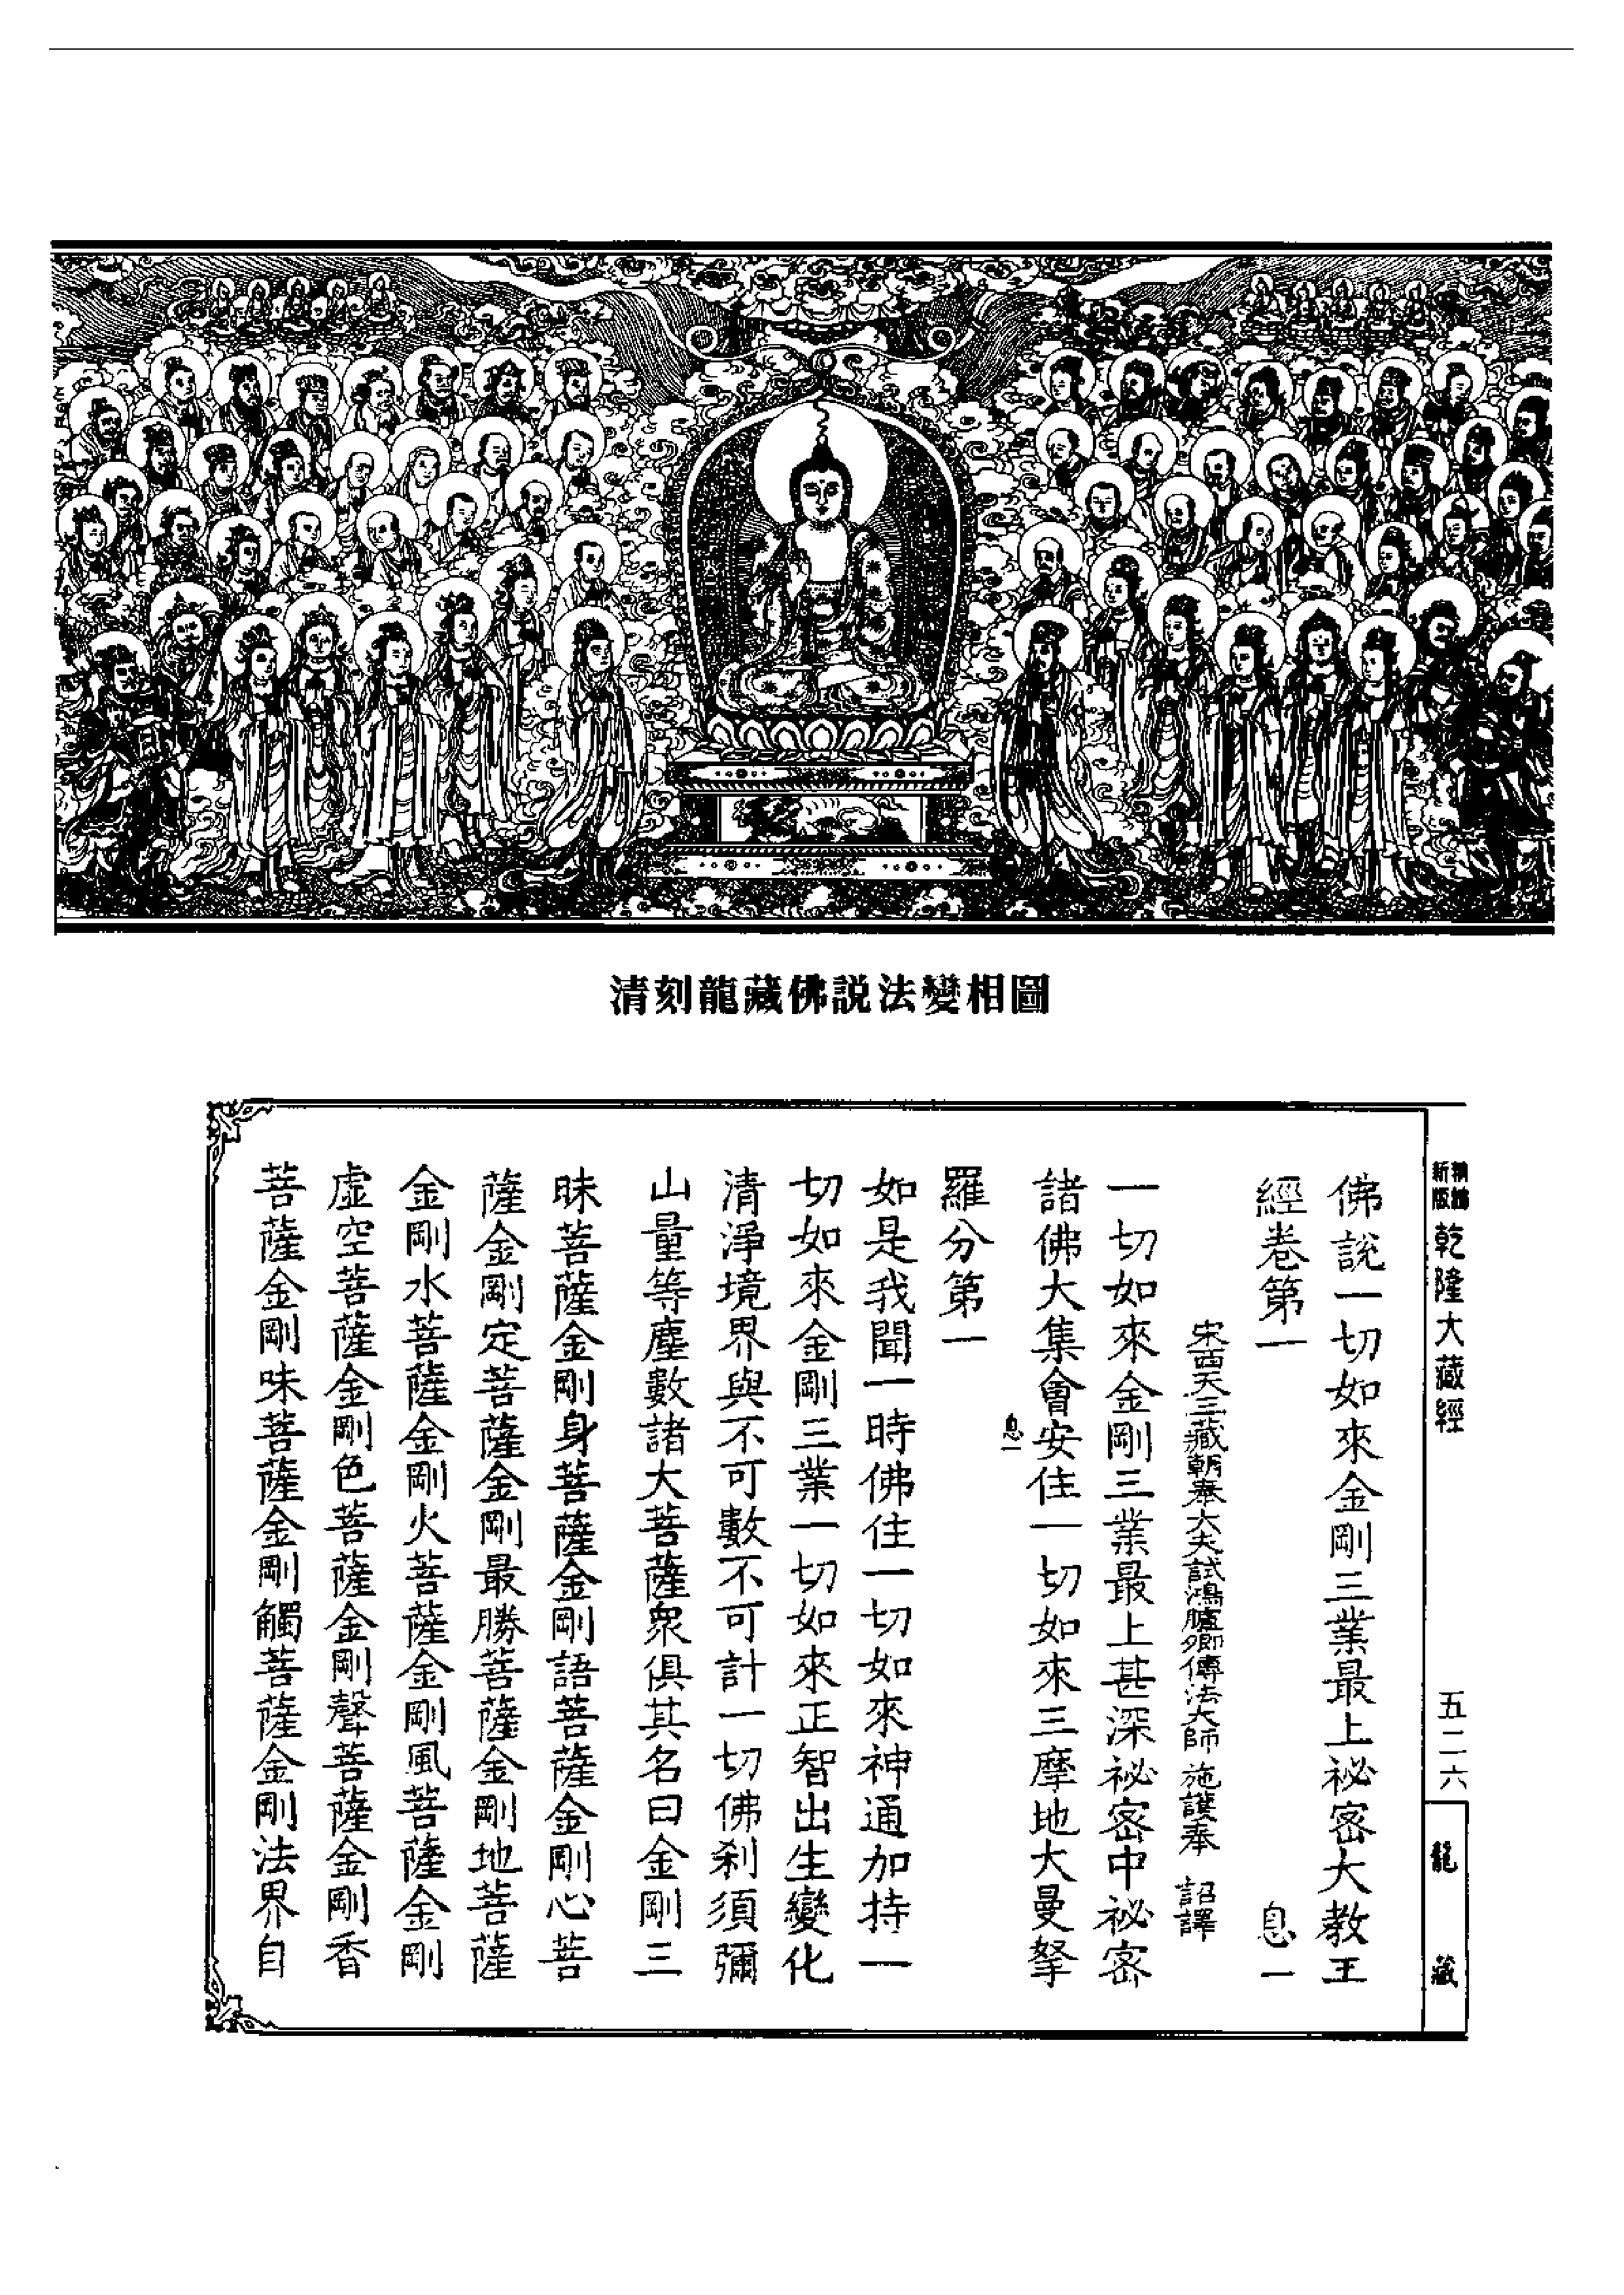 清刻龍藏佛説法變相圖
新版
乾隆大藏經
五二六
龍藏
佛說一切如來金剛三業最上祕密大教王
經卷第一
息一
宋西天三藏朝奉大夫試鴻臚卿傳法大師施護奉 詔譯
一切如來金剛三業最上甚深祕密中祕密
諸佛大集會安住一切如來三摩地大曼拏
息一
羅分第一
如是我聞一時佛住一切如來神通加持一
切如來金剛三業一切如來正智出生變化
清淨境界與不可數不可計一切佛刹須彌
山量等塵數諸大菩薩衆俱其名曰金剛三
昧菩薩金剛身菩薩金剛語菩薩金剛心菩
薩金剛定菩薩金剛最勝菩薩金剛地菩薩
金剛水菩薩金剛火菩薩金剛風菩薩金剛
虛空菩薩金剛色菩薩金剛聲菩薩金剛香
菩薩金剛味菩薩金剛觸菩薩金剛法界自